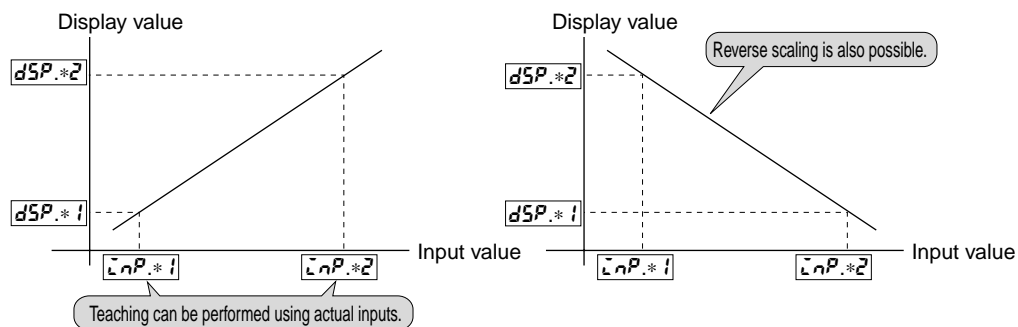 Display value
dSP.*2
dSP.*1
Input value
inP.*1
inP.*2
Teaching can be performed using actual inputs.
Display value
Reverse scaling is also possible.
dSP.*2
dSP.*1
Input value
inP.*1
inP.*2